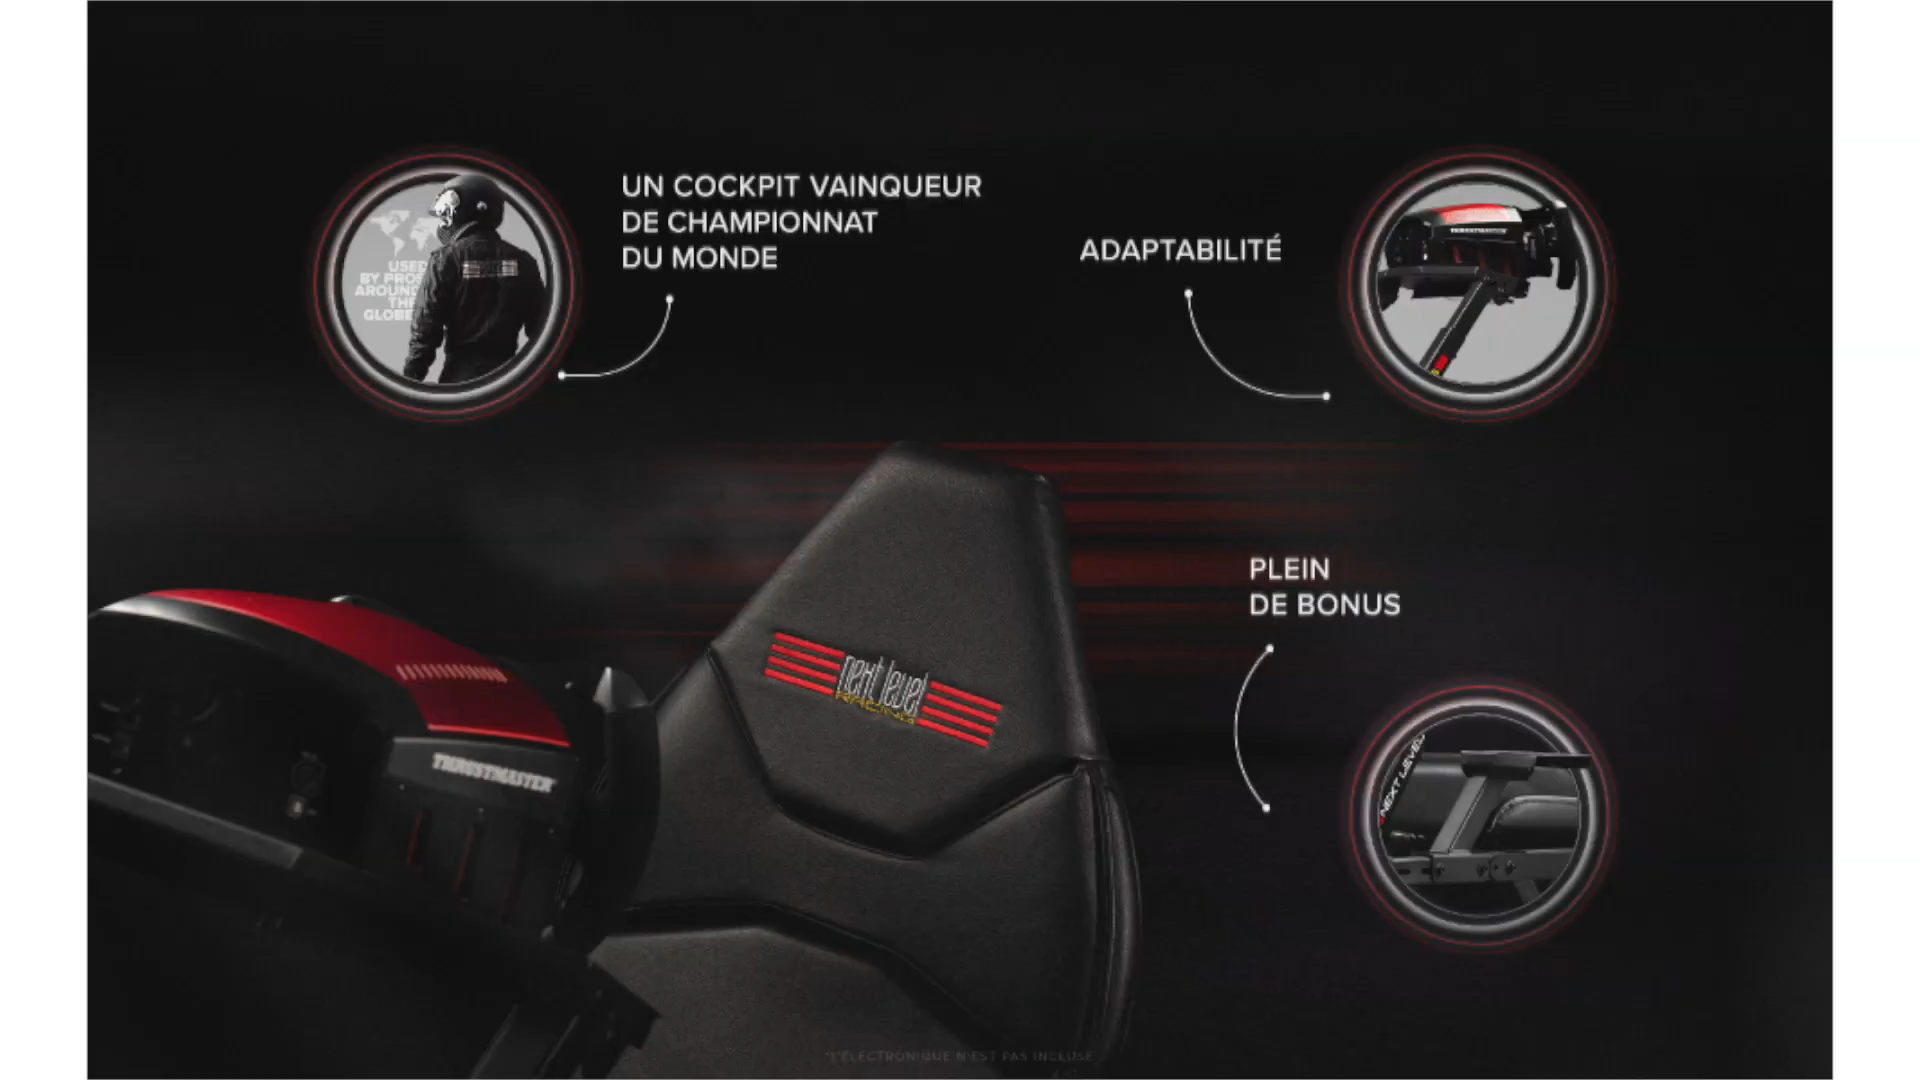 UN COCKPIT VAINQUEUR
DE CHAMPIONNAT
DU MONDE
USED
BY PROS
AROUND
THE
GLOBE
ADAPTABILITÉ
THRUSTMASTER
PLEIN
DE BONUS
next level
RACING
THRUSTMASTER
NEXT LEVEL
*L'ÉLECTRONIQUE N'EST PAS INCLUSE